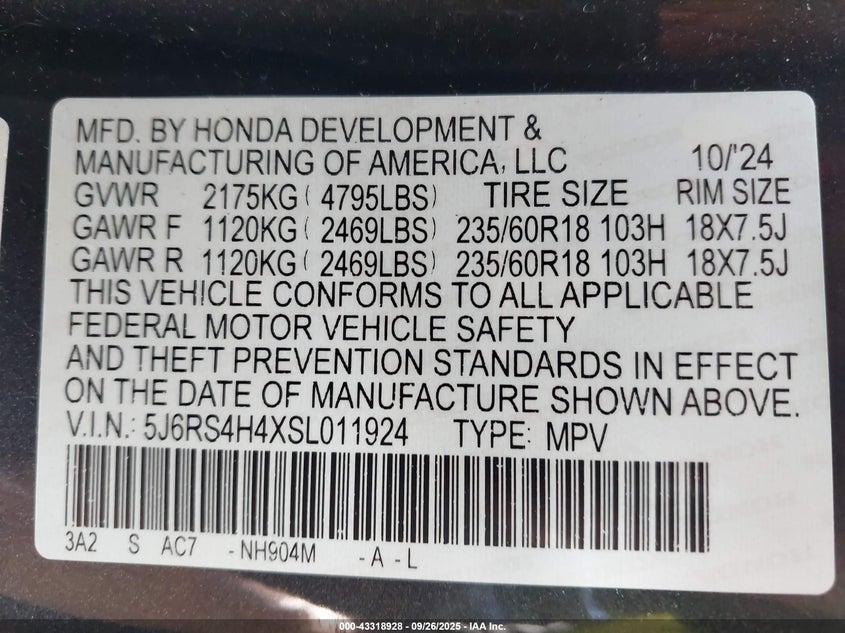 MFD. BY HONDA DEVELOPMENT &
MANUFACTURING OF AMERICA, LLC 10/'24
GVWR 2175KG ( 4795LBS) TIRE SIZE RIM SIZE
GAWR F 1120KG ( 2469LBS) 235/60R18 103H 18X7.5J
GAWR R 1120KG ( 2469LBS) 235/60R18 103H 18X7.5J
THIS VEHICLE CONFORMS TO ALL APPLICABLE
FEDERAL MOTOR VEHICLE SAFETY
AND THEFT PREVENTION STANDARDS IN EFFECT
ON THE DATE OF MANUFACTURE SHOWN ABOVE.
V.I.N.: 5J6RS4H4XSL011924 TYPE: MPV
3A2 S AC7 -NH904M -A-L
000-43318928 - 09/26/2025 - IAA Inc.